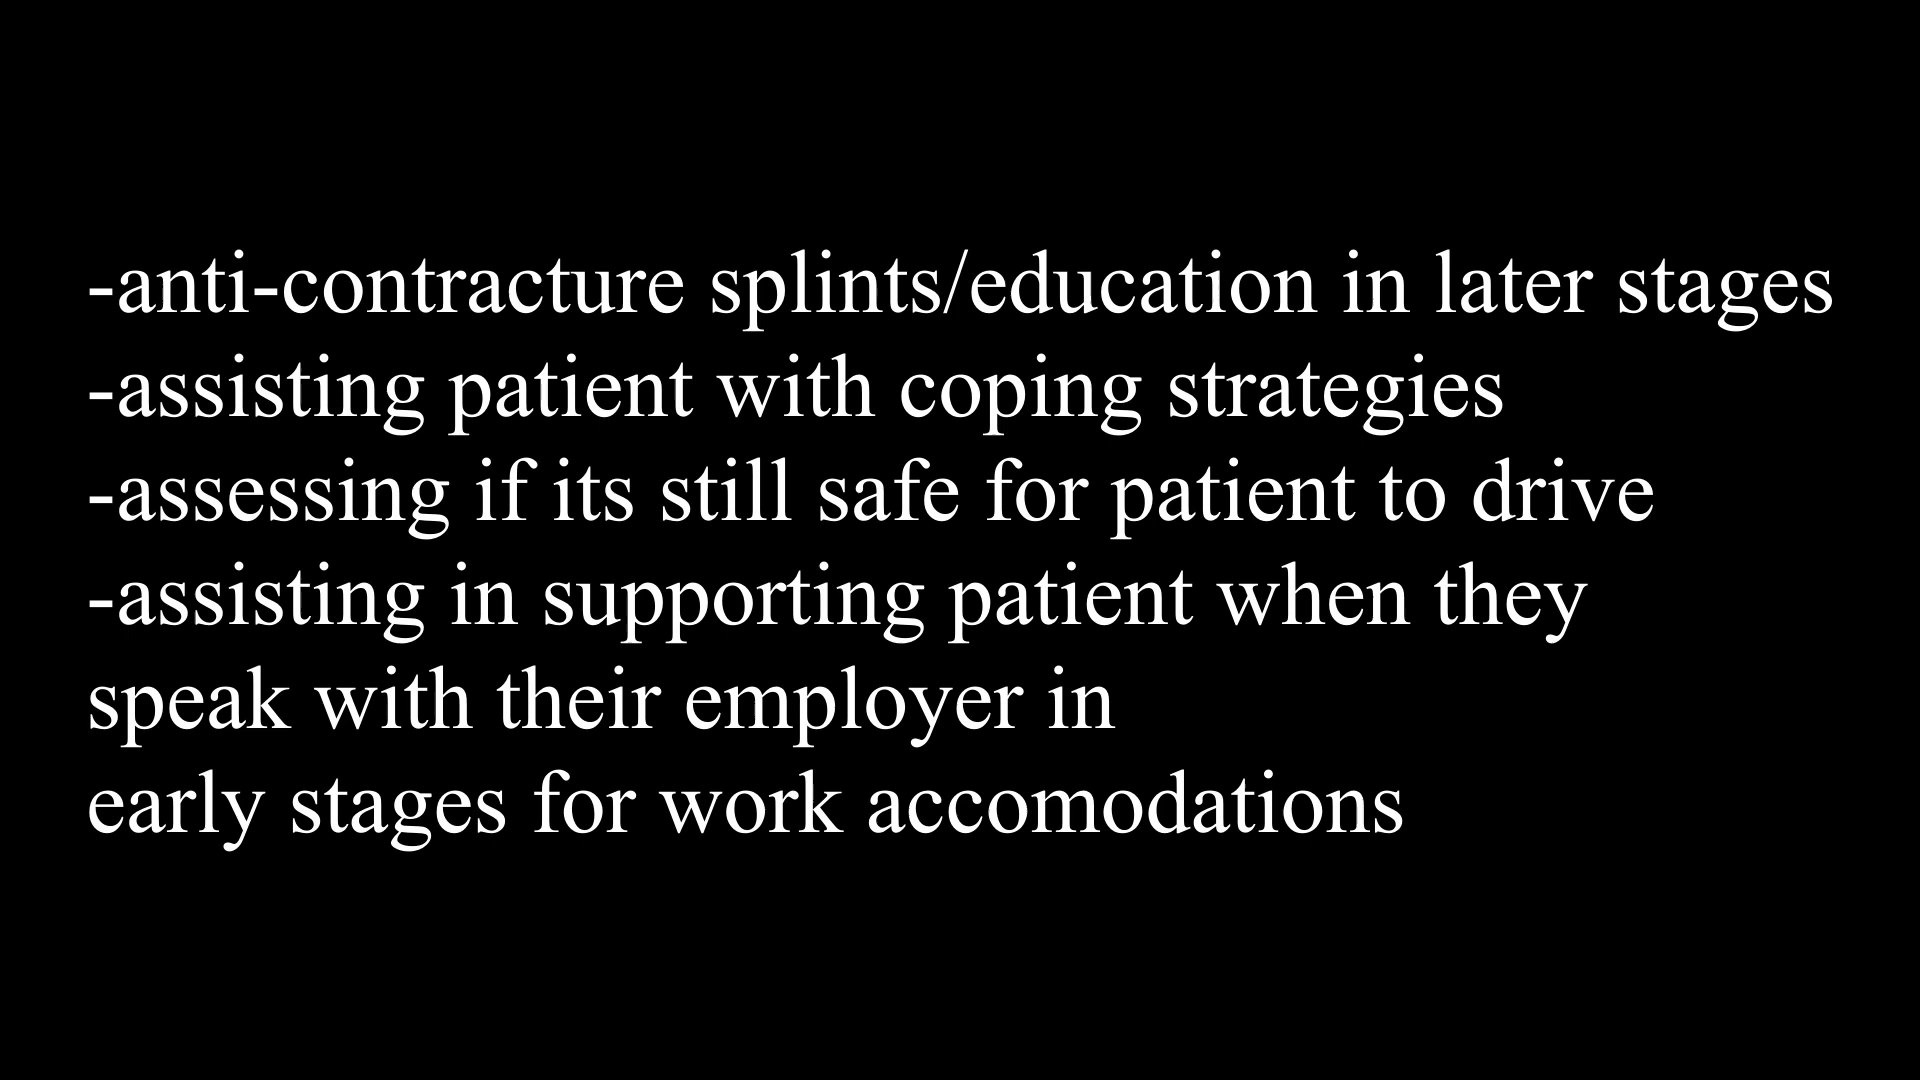 -anti-contracture splints/education in later stages
-assisting patient with coping strategies
-assessing if its still safe for patient to drive
-assisting in supporting patient when they
speak with their employer in
early stages for work accomodations